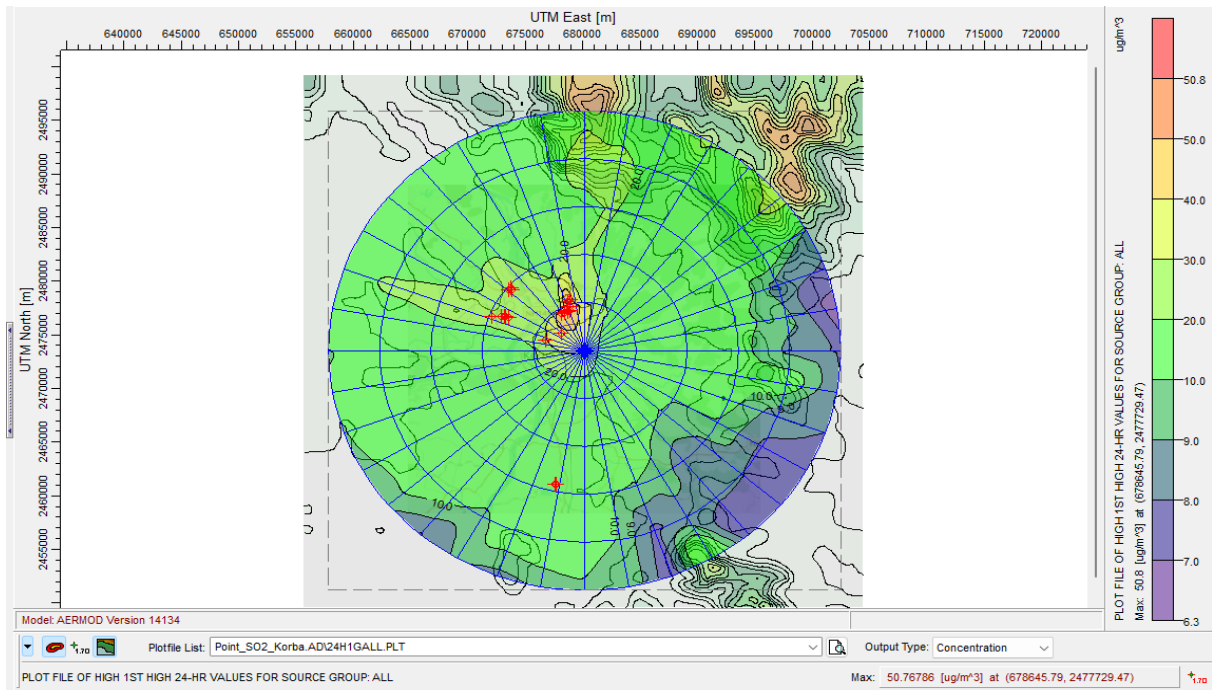 UTM East [m]
640000 645000 650000 655000 660000 665000 670000 675000 680000 685000 690000 695000 700000 705000 710000 715000 720000
UTM North [m]
2495000
2490000
2485000
2480000
2475000
2470000
2465000
2460000
2455000
20.0
20.0
20.0
10.0
10.0
10.0
9.0
ug/m^3
50.8
50.0
40.0
30.0
20.0
10.0
9.0
8.0
7.0
6.3
PLOT FILE OF HIGH 1ST HIGH 24-HR VALUES FOR SOURCE GROUP: ALL
Max: 50.8 [ug/m^3] at (678645.79, 2477729.47)
Model: AERMOD Version 14134
1.70
Plotfile List: Point_SO2_Korba.AD\24H1GALL.PLT
Output Type: Concentration
PLOT FILE OF HIGH 1ST HIGH 24-HR VALUES FOR SOURCE GROUP: ALL
Max: 50.76786 [ug/m^3] at (678645.79, 2477729.47)
1.70